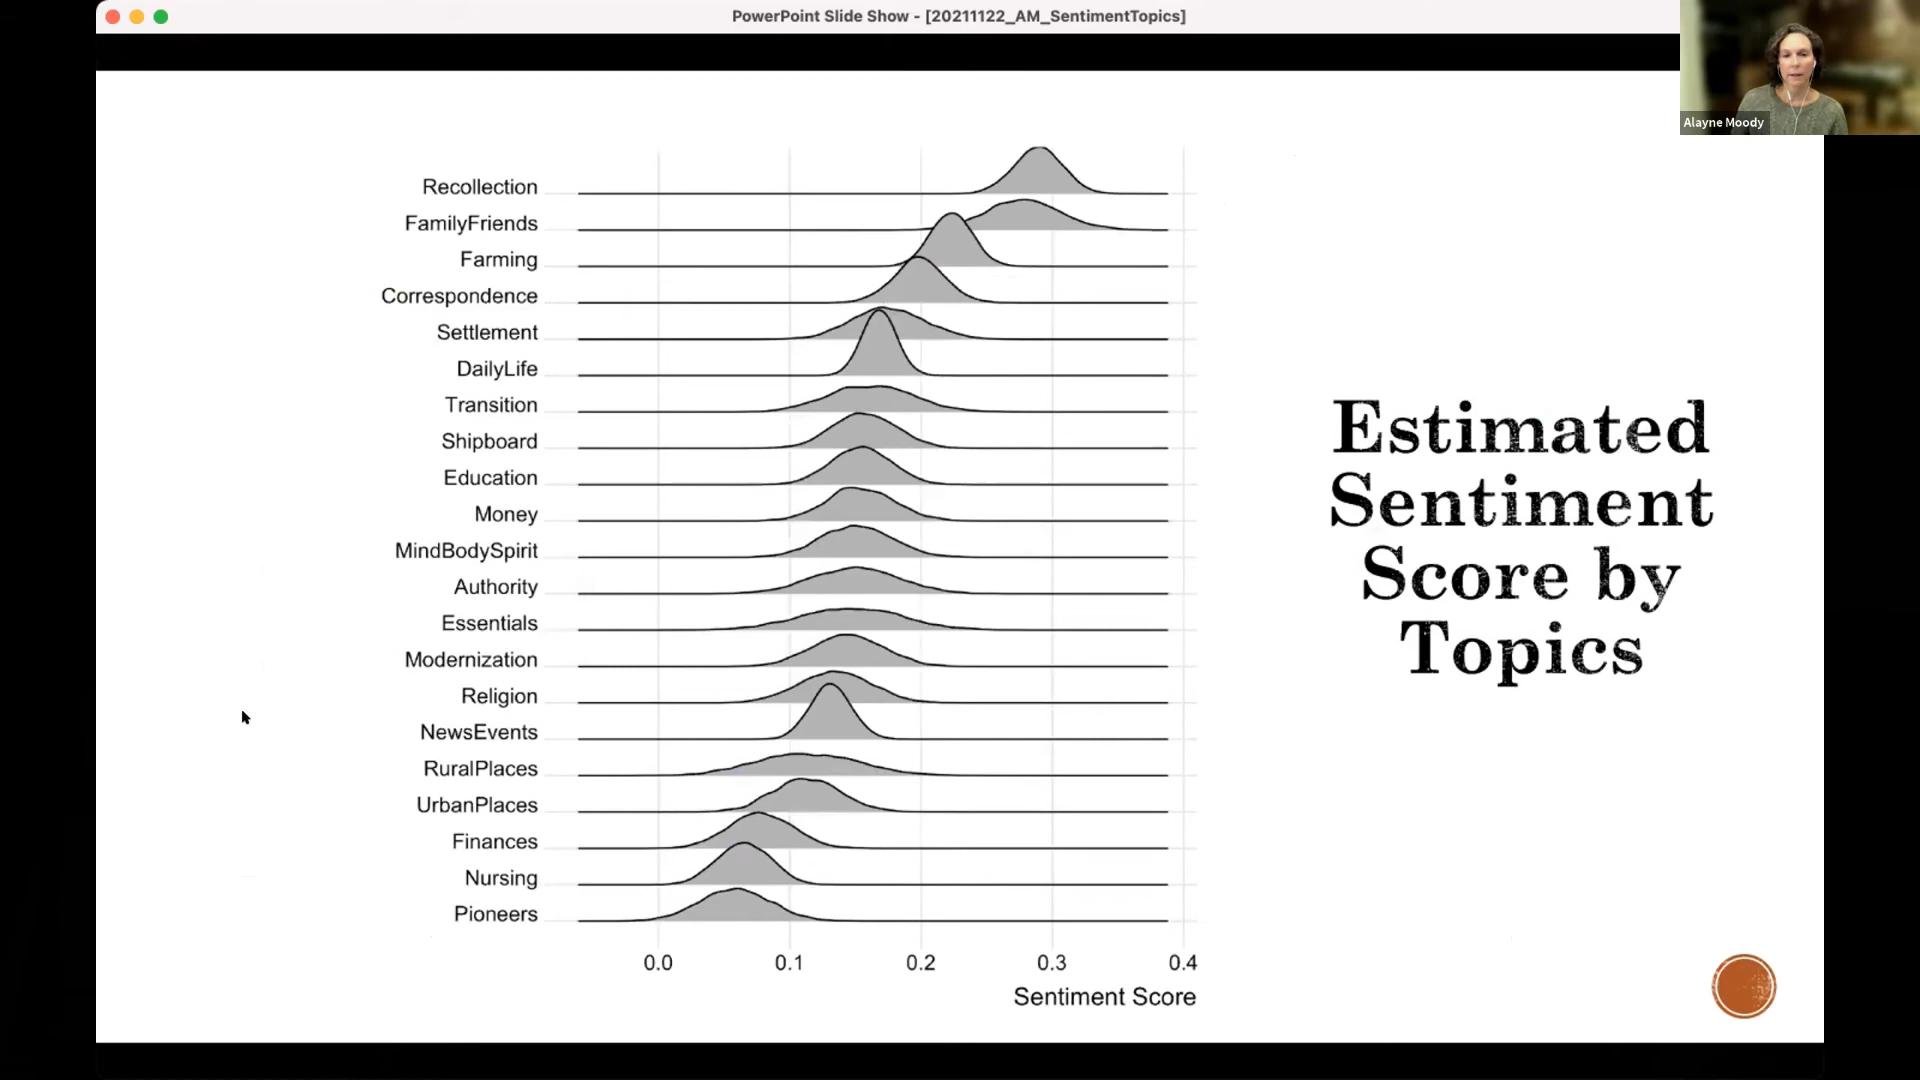 PowerPoint Slide Show - [20211122_AM_SentimentTopics]
Alayne Moody
Recollection
FamilyFriends
Farming
Correspondence
Settlement
DailyLife
Transition
Shipboard
Education
Money
MindBodySpirit
Authority
Essentials
Modernization
Religion
NewsEvents
RuralPlaces
UrbanPlaces
Finances
Nursing
Pioneers
0.0 0.1 0.2 0.3 0.4
Sentiment Score
Estimated
Sentiment
Score by
Topics